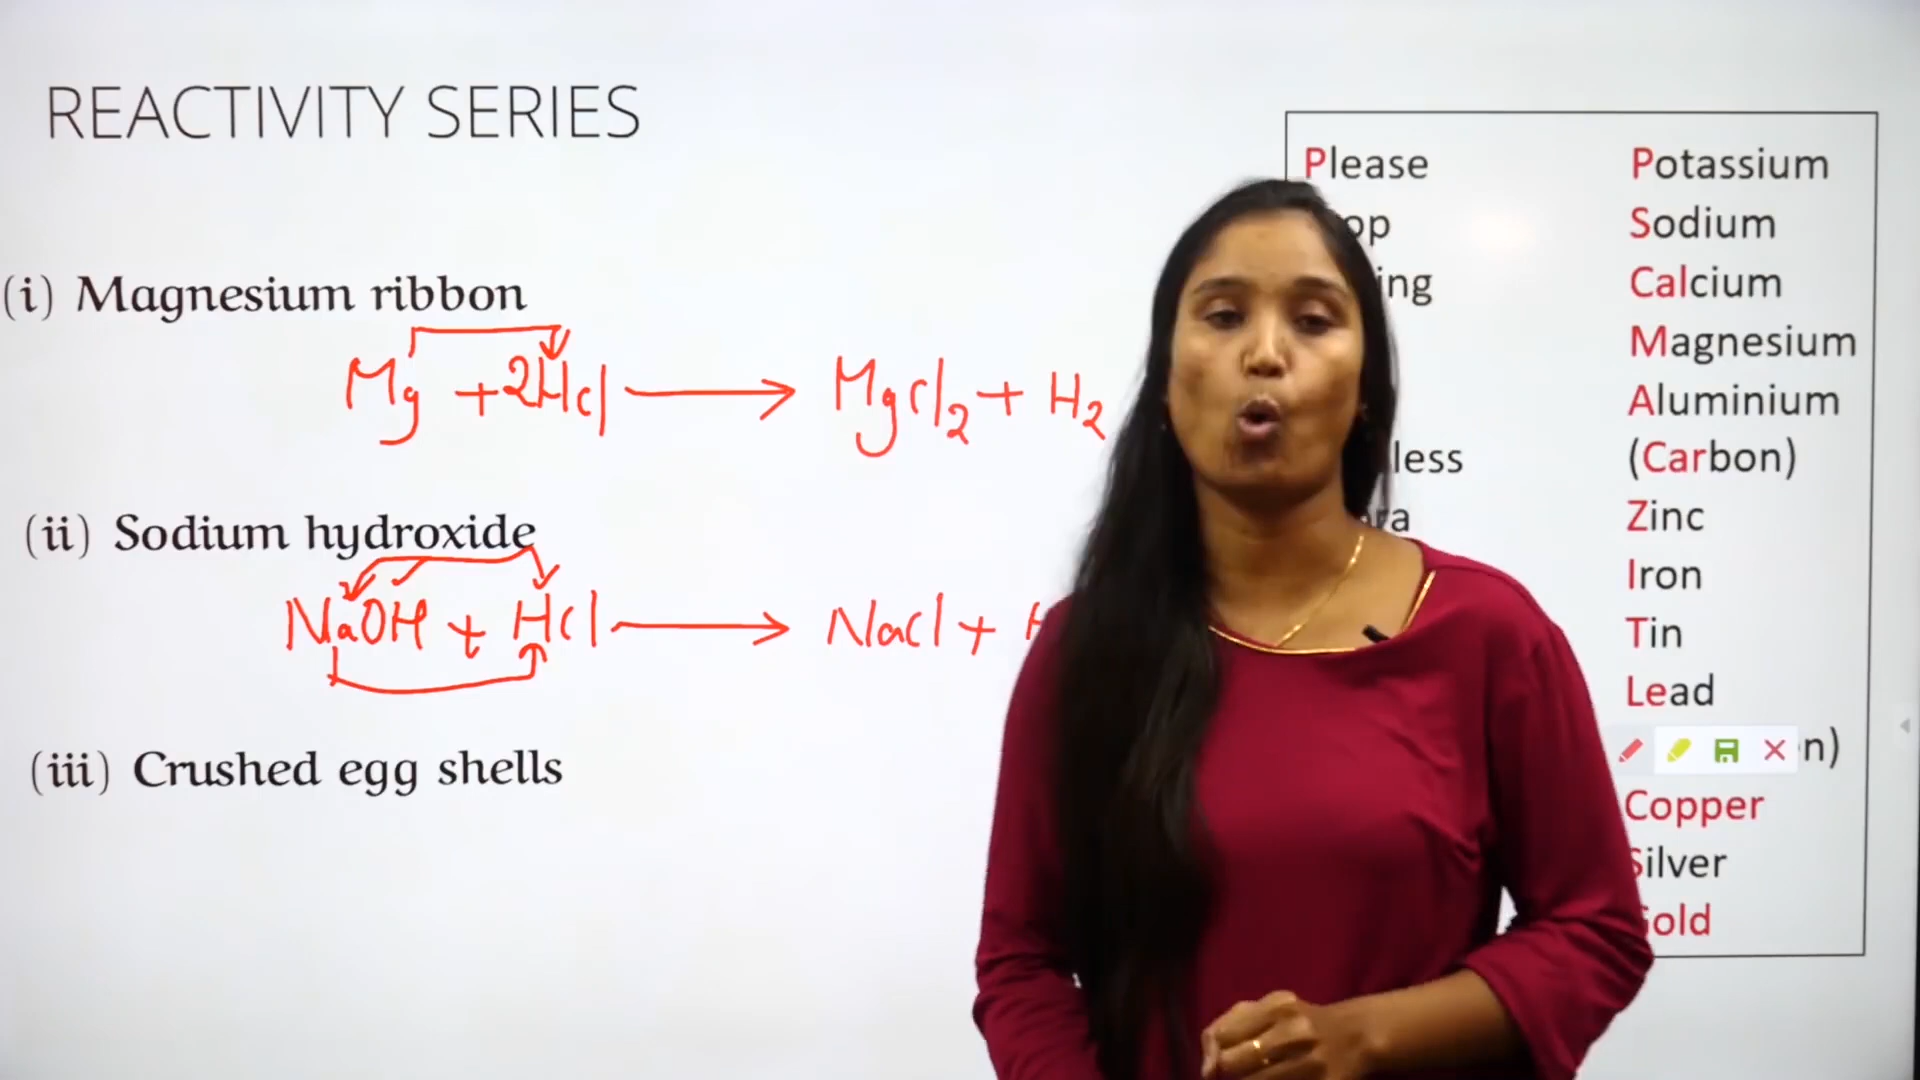 REACTIVITY SERIES
(i) Magnesium ribbon
Mg + 2HCl → MgCl₂ + H₂
(ii) Sodium hydroxide
NaOH + HCl → NaCl +
(iii) Crushed egg shells
Please Potassium
Sodium
Calcium
Magnesium
Aluminium
(Carbon)
Zinc
Iron
Tin
Lead
Copper
Silver
Gold